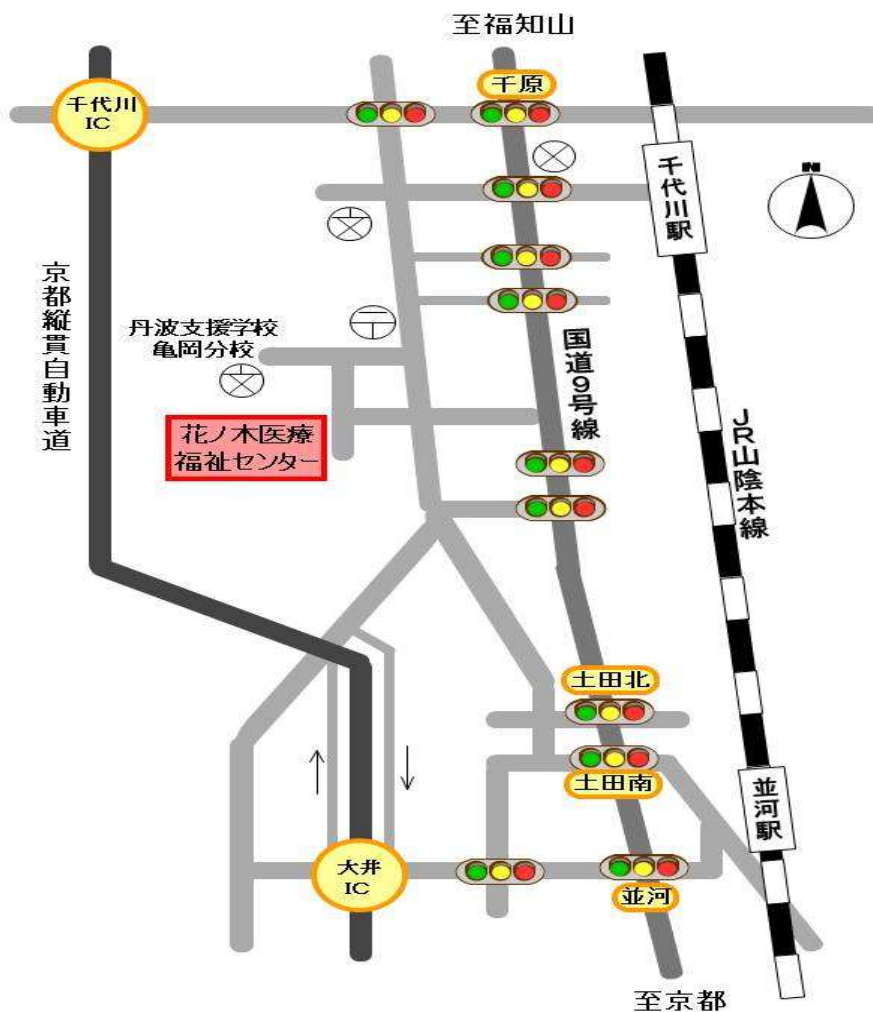 至福知山
千原
千代川
IC
千代川駅
京都縦貫自動車道
丹波支援学校
亀岡分校
国道9号線
花ノ木医療
福祉センター
JR山陰本線
土田北
土田南
並河駅
大井
IC
並河
至京都